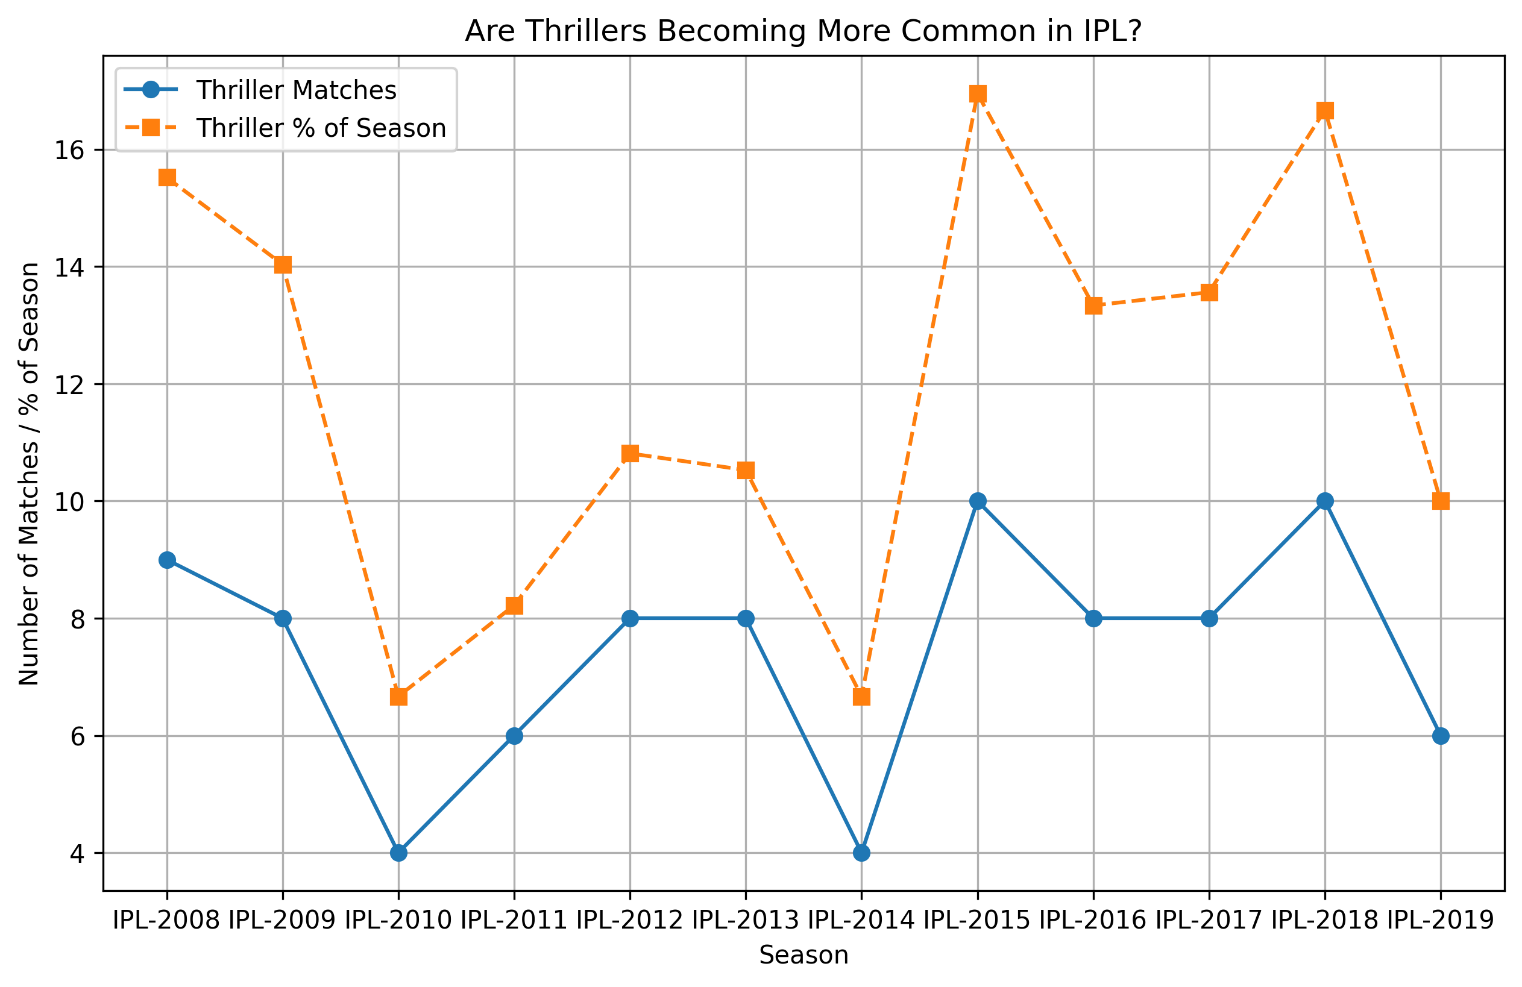 Are Thrillers Becoming More Common in IPL?
Thriller Matches
Thriller % of Season
Number of Matches / % of Season
16
14
12
10
8
6
4
IPL-2008 IPL-2009 IPL-2010 IPL-2011 IPL-2012 IPL-2013 IPL-2014 IPL-2015 IPL-2016 IPL-2017 IPL-2018 IPL-2019
Season